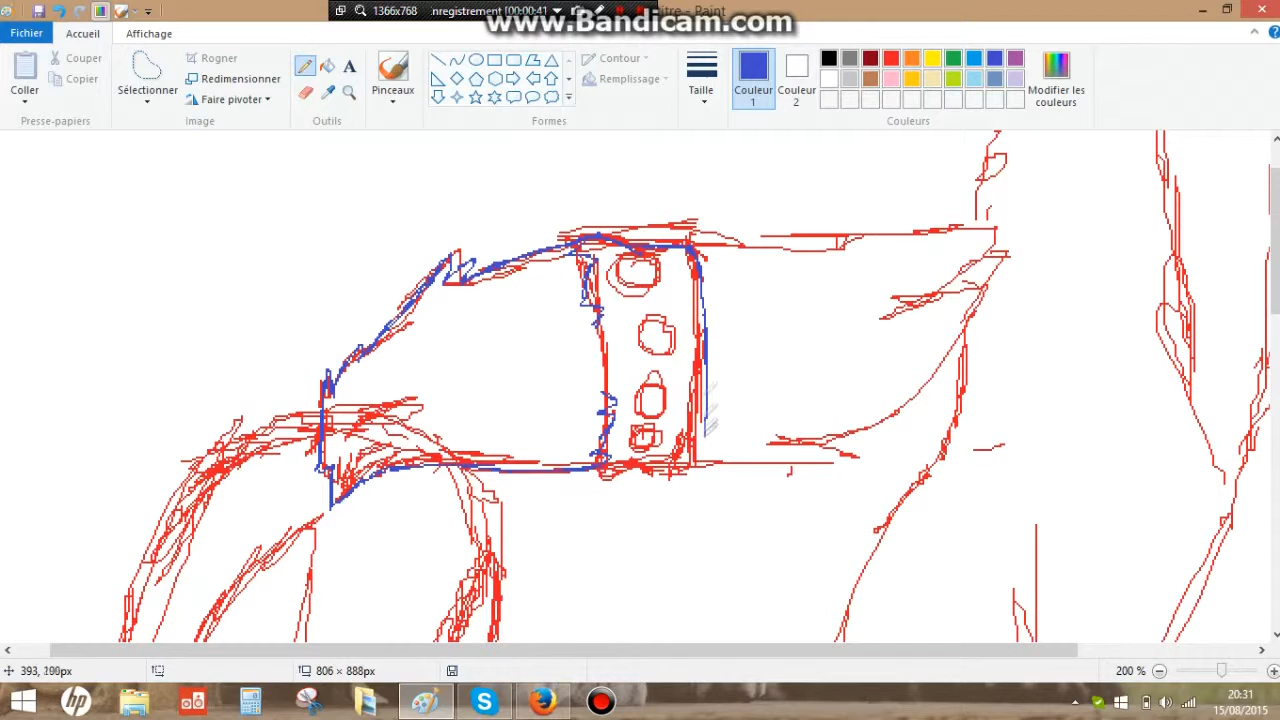 1366x768 nregistrement [00:00:41]
www.Bandicam.com
Paint
Fichier Accueil Affichage
Coller
Couper
Copier
Presse-papiers
Sélectionner
Rogner
Redimensionner
Faire pivoter
Image
A
Outils
Pinceaux
Contour
Remplissage
Formes
Taille
Couleur 1
Couleur 2
Modifier les couleurs
Couleurs
393, 190px
806 × 888px
200 %
20:31
15/08/2015